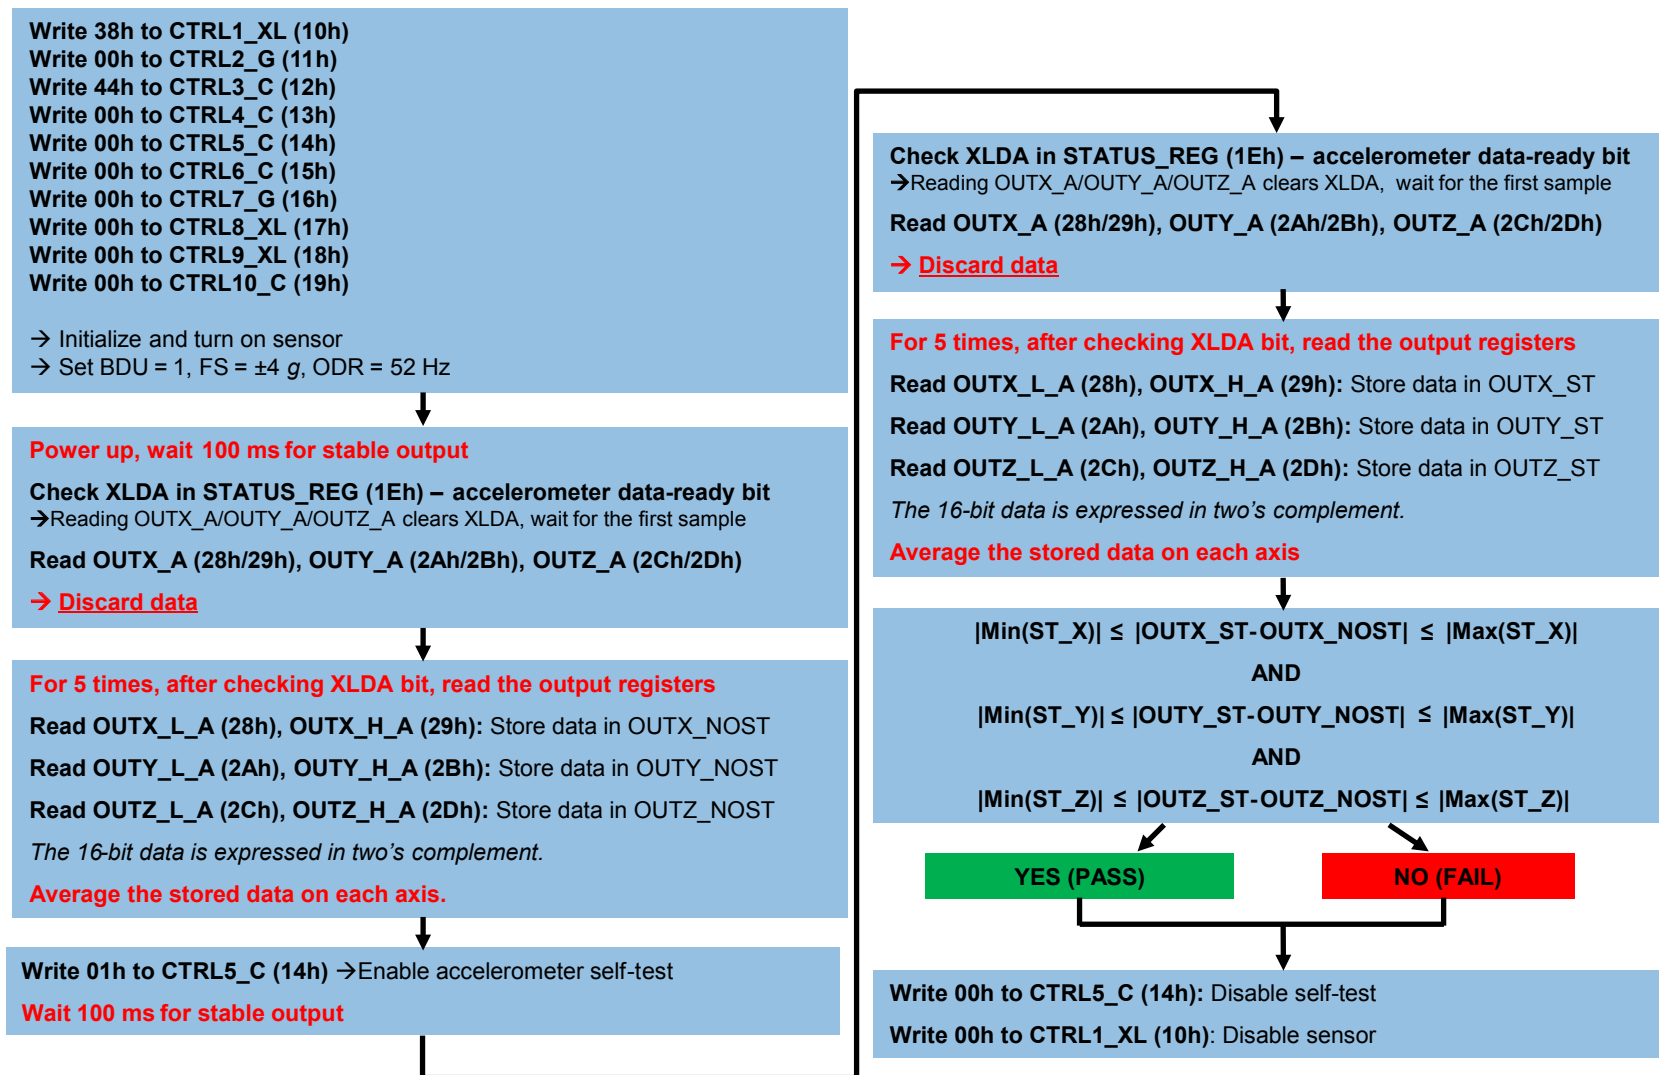 Write 38h to CTRL1_XL (10h)
Write 00h to CTRL2_G (11h)
Write 44h to CTRL3_C (12h)
Write 00h to CTRL4_C (13h)
Write 00h to CTRL5_C (14h)
Write 00h to CTRL6_C (15h)
Write 00h to CTRL7_G (16h)
Write 00h to CTRL8_XL (17h)
Write 00h to CTRL9_XL (18h)
Write 00h to CTRL10_C (19h)
→ Initialize and turn on sensor
→ Set BDU = 1, FS = ±4 g, ODR = 52 Hz
Power up, wait 100 ms for stable output
Check XLDA in STATUS_REG (1Eh) – accelerometer data-ready bit
→Reading OUTX_A/OUTY_A/OUTZ_A clears XLDA, wait for the first sample
Read OUTX_A (28h/29h), OUTY_A (2Ah/2Bh), OUTZ_A (2Ch/2Dh)
→ Discard data
For 5 times, after checking XLDA bit, read the output registers
Read OUTX_L_A (28h), OUTX_H_A (29h): Store data in OUTX_NOST
Read OUTY_L_A (2Ah), OUTY_H_A (2Bh): Store data in OUTY_NOST
Read OUTZ_L_A (2Ch), OUTZ_H_A (2Dh): Store data in OUTZ_NOST
The 16-bit data is expressed in two's complement.
Average the stored data on each axis.
Write 01h to CTRL5_C (14h) →Enable accelerometer self-test
Wait 100 ms for stable output
Check XLDA in STATUS_REG (1Eh) – accelerometer data-ready bit
→Reading OUTX_A/OUTY_A/OUTZ_A clears XLDA, wait for the first sample
Read OUTX_A (28h/29h), OUTY_A (2Ah/2Bh), OUTZ_A (2Ch/2Dh)
→ Discard data
For 5 times, after checking XLDA bit, read the output registers
Read OUTX_L_A (28h), OUTX_H_A (29h): Store data in OUTX_ST
Read OUTY_L_A (2Ah), OUTY_H_A (2Bh): Store data in OUTY_ST
Read OUTZ_L_A (2Ch), OUTZ_H_A (2Dh): Store data in OUTZ_ST
The 16-bit data is expressed in two's complement.
Average the stored data on each axis
|Min(ST_X)| ≤ |OUTX_ST-OUTX_NOST| ≤ |Max(ST_X)|
AND
|Min(ST_Y)| ≤ |OUTY_ST-OUTY_NOST| ≤ |Max(ST_Y)|
AND
|Min(ST_Z)| ≤ |OUTZ_ST-OUTZ_NOST| ≤ |Max(ST_Z)|
YES (PASS)
NO (FAIL)
Write 00h to CTRL5_C (14h): Disable self-test
Write 00h to CTRL1_XL (10h): Disable sensor